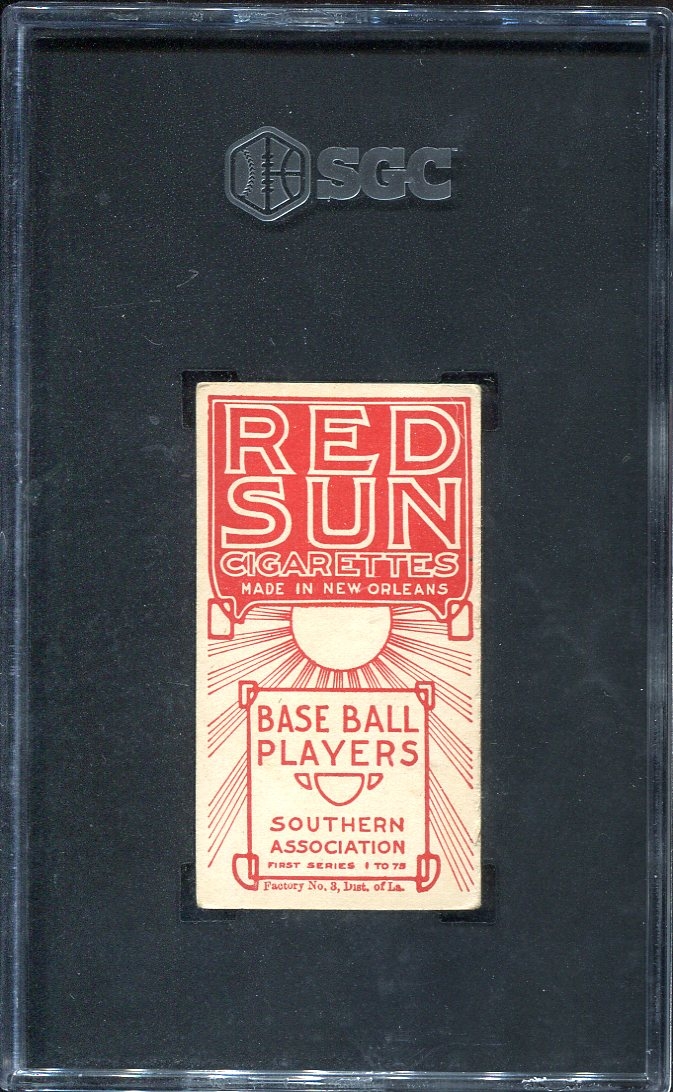 SGC
RED
SUN
CIGARETTES
MADE IN NEW ORLEANS
BASE BALL
PLAYERS
SOUTHERN
ASSOCIATION
FIRST SERIES 1 TO 75
Factory No. 3, Dist. of La.